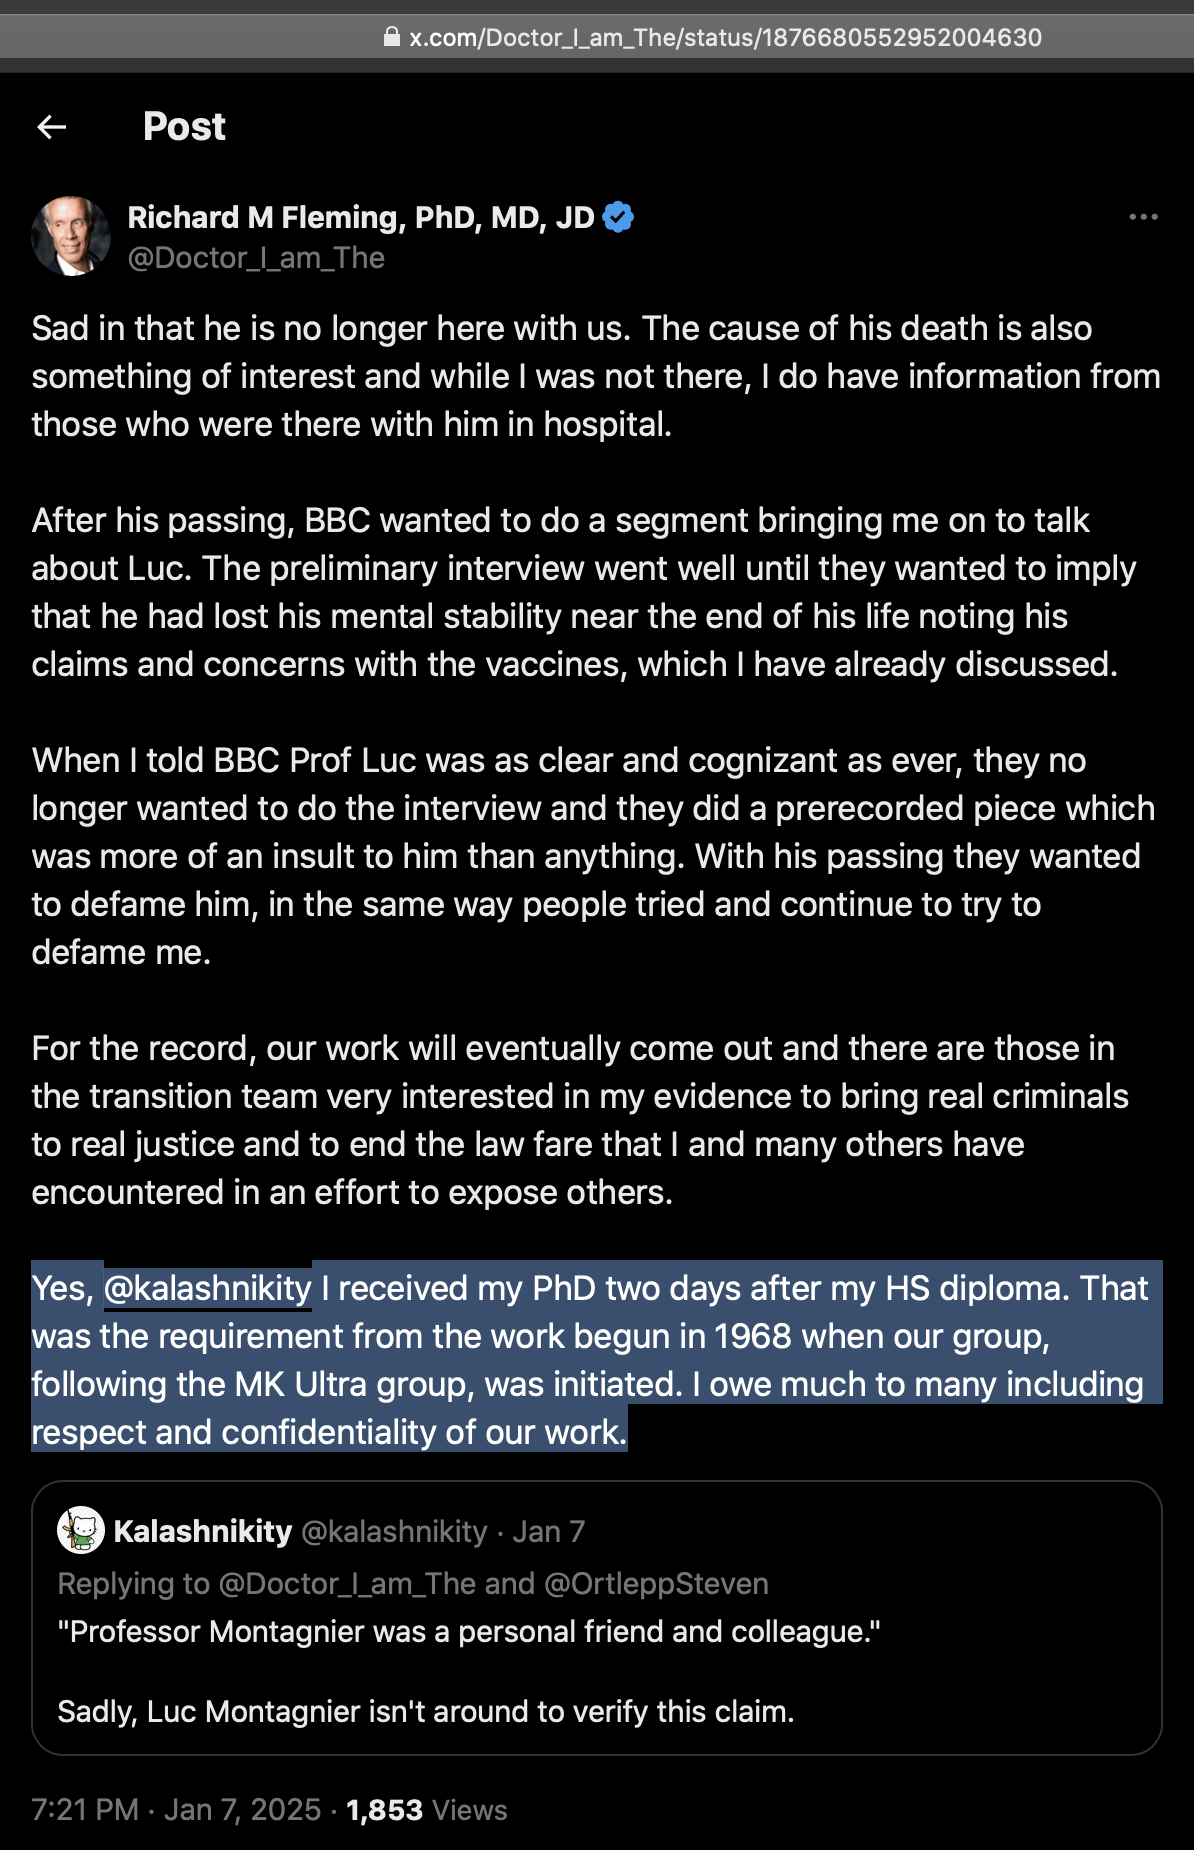 x.com/Doctor_I_am_The/status/1876680552952004630
Post
Richard M Fleming, PhD, MD, JD
@Doctor_I_am_The
Sad in that he is no longer here with us. The cause of his death is also
something of interest and while I was not there, I do have information from
those who were there with him in hospital.
After his passing, BBC wanted to do a segment bringing me on to talk
about Luc. The preliminary interview went well until they wanted to imply
that he had lost his mental stability near the end of his life noting his
claims and concerns with the vaccines, which I have already discussed.
When I told BBC Prof Luc was as clear and cognizant as ever, they no
longer wanted to do the interview and they did a prerecorded piece which
was more of an insult to him than anything. With his passing they wanted
to defame him, in the same way people tried and continue to try to
defame me.
For the record, our work will eventually come out and there are those in
the transition team very interested in my evidence to bring real criminals
to real justice and to end the law fare that I and many others have
encountered in an effort to expose others.
Yes, @kalashnikity I received my PhD two days after my HS diploma. That
was the requirement from the work begun in 1968 when our group,
following the MK Ultra group, was initiated. I owe much to many including
respect and confidentiality of our work.
Kalashnikity @kalashnikity · Jan 7
Replying to @Doctor_I_am_The and @OrtleppSteven
"Professor Montagnier was a personal friend and colleague."
Sadly, Luc Montagnier isn't around to verify this claim.
7:21 PM · Jan 7, 2025 · 1,853 Views